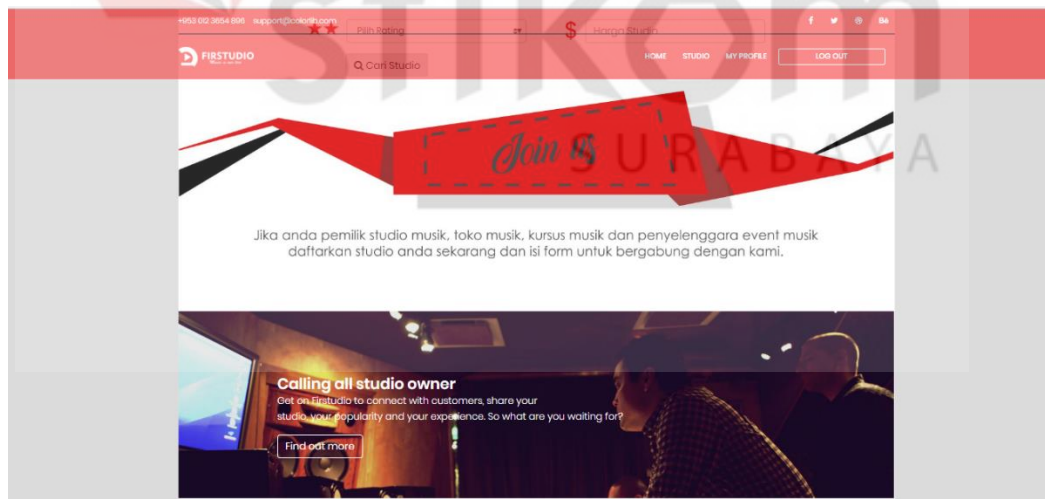 STIKOM
SURABAYA
+953 012 3654 896 support@colorlib.com
Pilih Rating
$ Harga Studio
FIRSTUDIO
HOME STUDIO MY PROFILE LOG OUT
Cari Studio
Join us
Jika anda pemilik studio musik, toko musik, kursus musik dan penyelenggara event musik
daftarkan studio anda sekarang dan isi form untuk bergabung dengan kami.
Calling all studio owner
Get on Firstudio to connect with customers, share your
studio, your popularity and your experience. So what are you waiting for?
Find out more